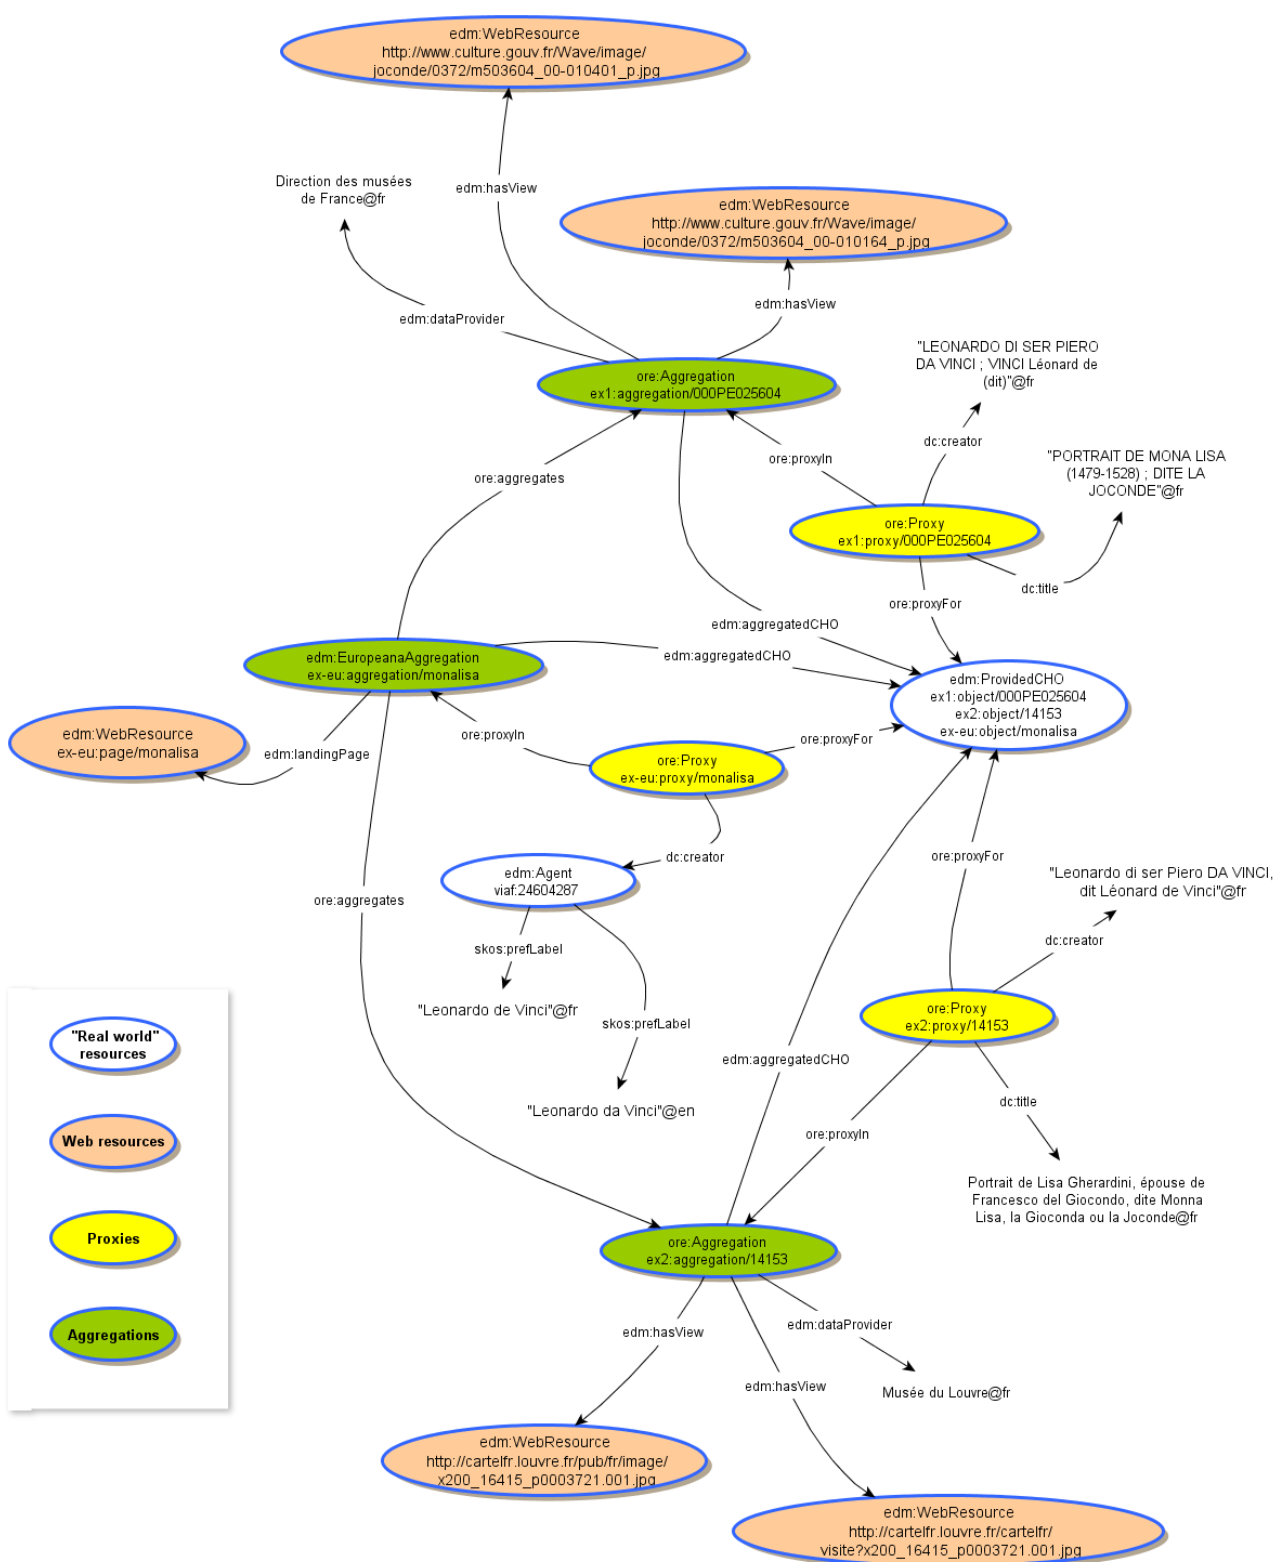 edm:WebResource
http://www.culture.gouv.fr/Wave/image/
joconde/0372/m503604_00-010401_p.jpg
Direction des musées
de France@fr
edm:hasView
edm:WebResource
http://www.culture.gouv.fr/Wave/image/
joconde/0372/m503604_00-010164_p.jpg
edm:dataProvider
edm:hasView
ore:Aggregation
ex1:aggregation/000PE025604
"LEONARDO DI SER PIERO
DA VINCI ; VINCI Léonard de
(dit)"@fr
dc:creator
ore:proxyIn
"PORTRAIT DE MONA LISA
(1479-1528) ; DITE LA
JOCONDE"@fr
ore:aggregates
ore:Proxy
ex1:proxy/000PE025604
dc:title
ore:proxyFor
edm:aggregatedCHO
edm:EuropeanaAggregation
ex-eu:aggregation/monalisa
edm:aggregatedCHO
edm:ProvidedCHO
ex1:object/000PE025604
ex2:object/14153
ex-eu:object/monalisa
edm:WebResource
ex-eu:page/monalisa
edm:landingPage
ore:proxyIn
ore:proxyFor
ore:Proxy
ex-eu:proxy/monalisa
dc:creator
edm:Agent
viaf:24604287
ore:proxyFor
"Leonardo di ser Piero DA VINCI,
dit Léonard de Vinci"@fr
ore:aggregates
skos:prefLabel
dc:creator
"Leonardo de Vinci"@fr
skos:prefLabel
ore:Proxy
ex2:proxy/14153
"Real world"
resources
edm:aggregatedCHO
"Leonardo da Vinci"@en
dc:title
ore:proxyIn
Web resources
Portrait de Lisa Gherardini, épouse de
Francesco del Giocondo, dite Monna
Lisa, la Gioconda ou la Joconde@fr
Proxies
ore:Aggregation
ex2:aggregation/14153
Aggregations
edm:hasView
edm:dataProvider
edm:hasView
Musée du Louvre@fr
edm:WebResource
http://cartelfr.louvre.fr/pub/fr/image/
x200_16415_p0003721.001.jpg
edm:WebResource
http://cartelfr.louvre.fr/cartelfr/
visite?x200_16415_p0003721.001.jpg